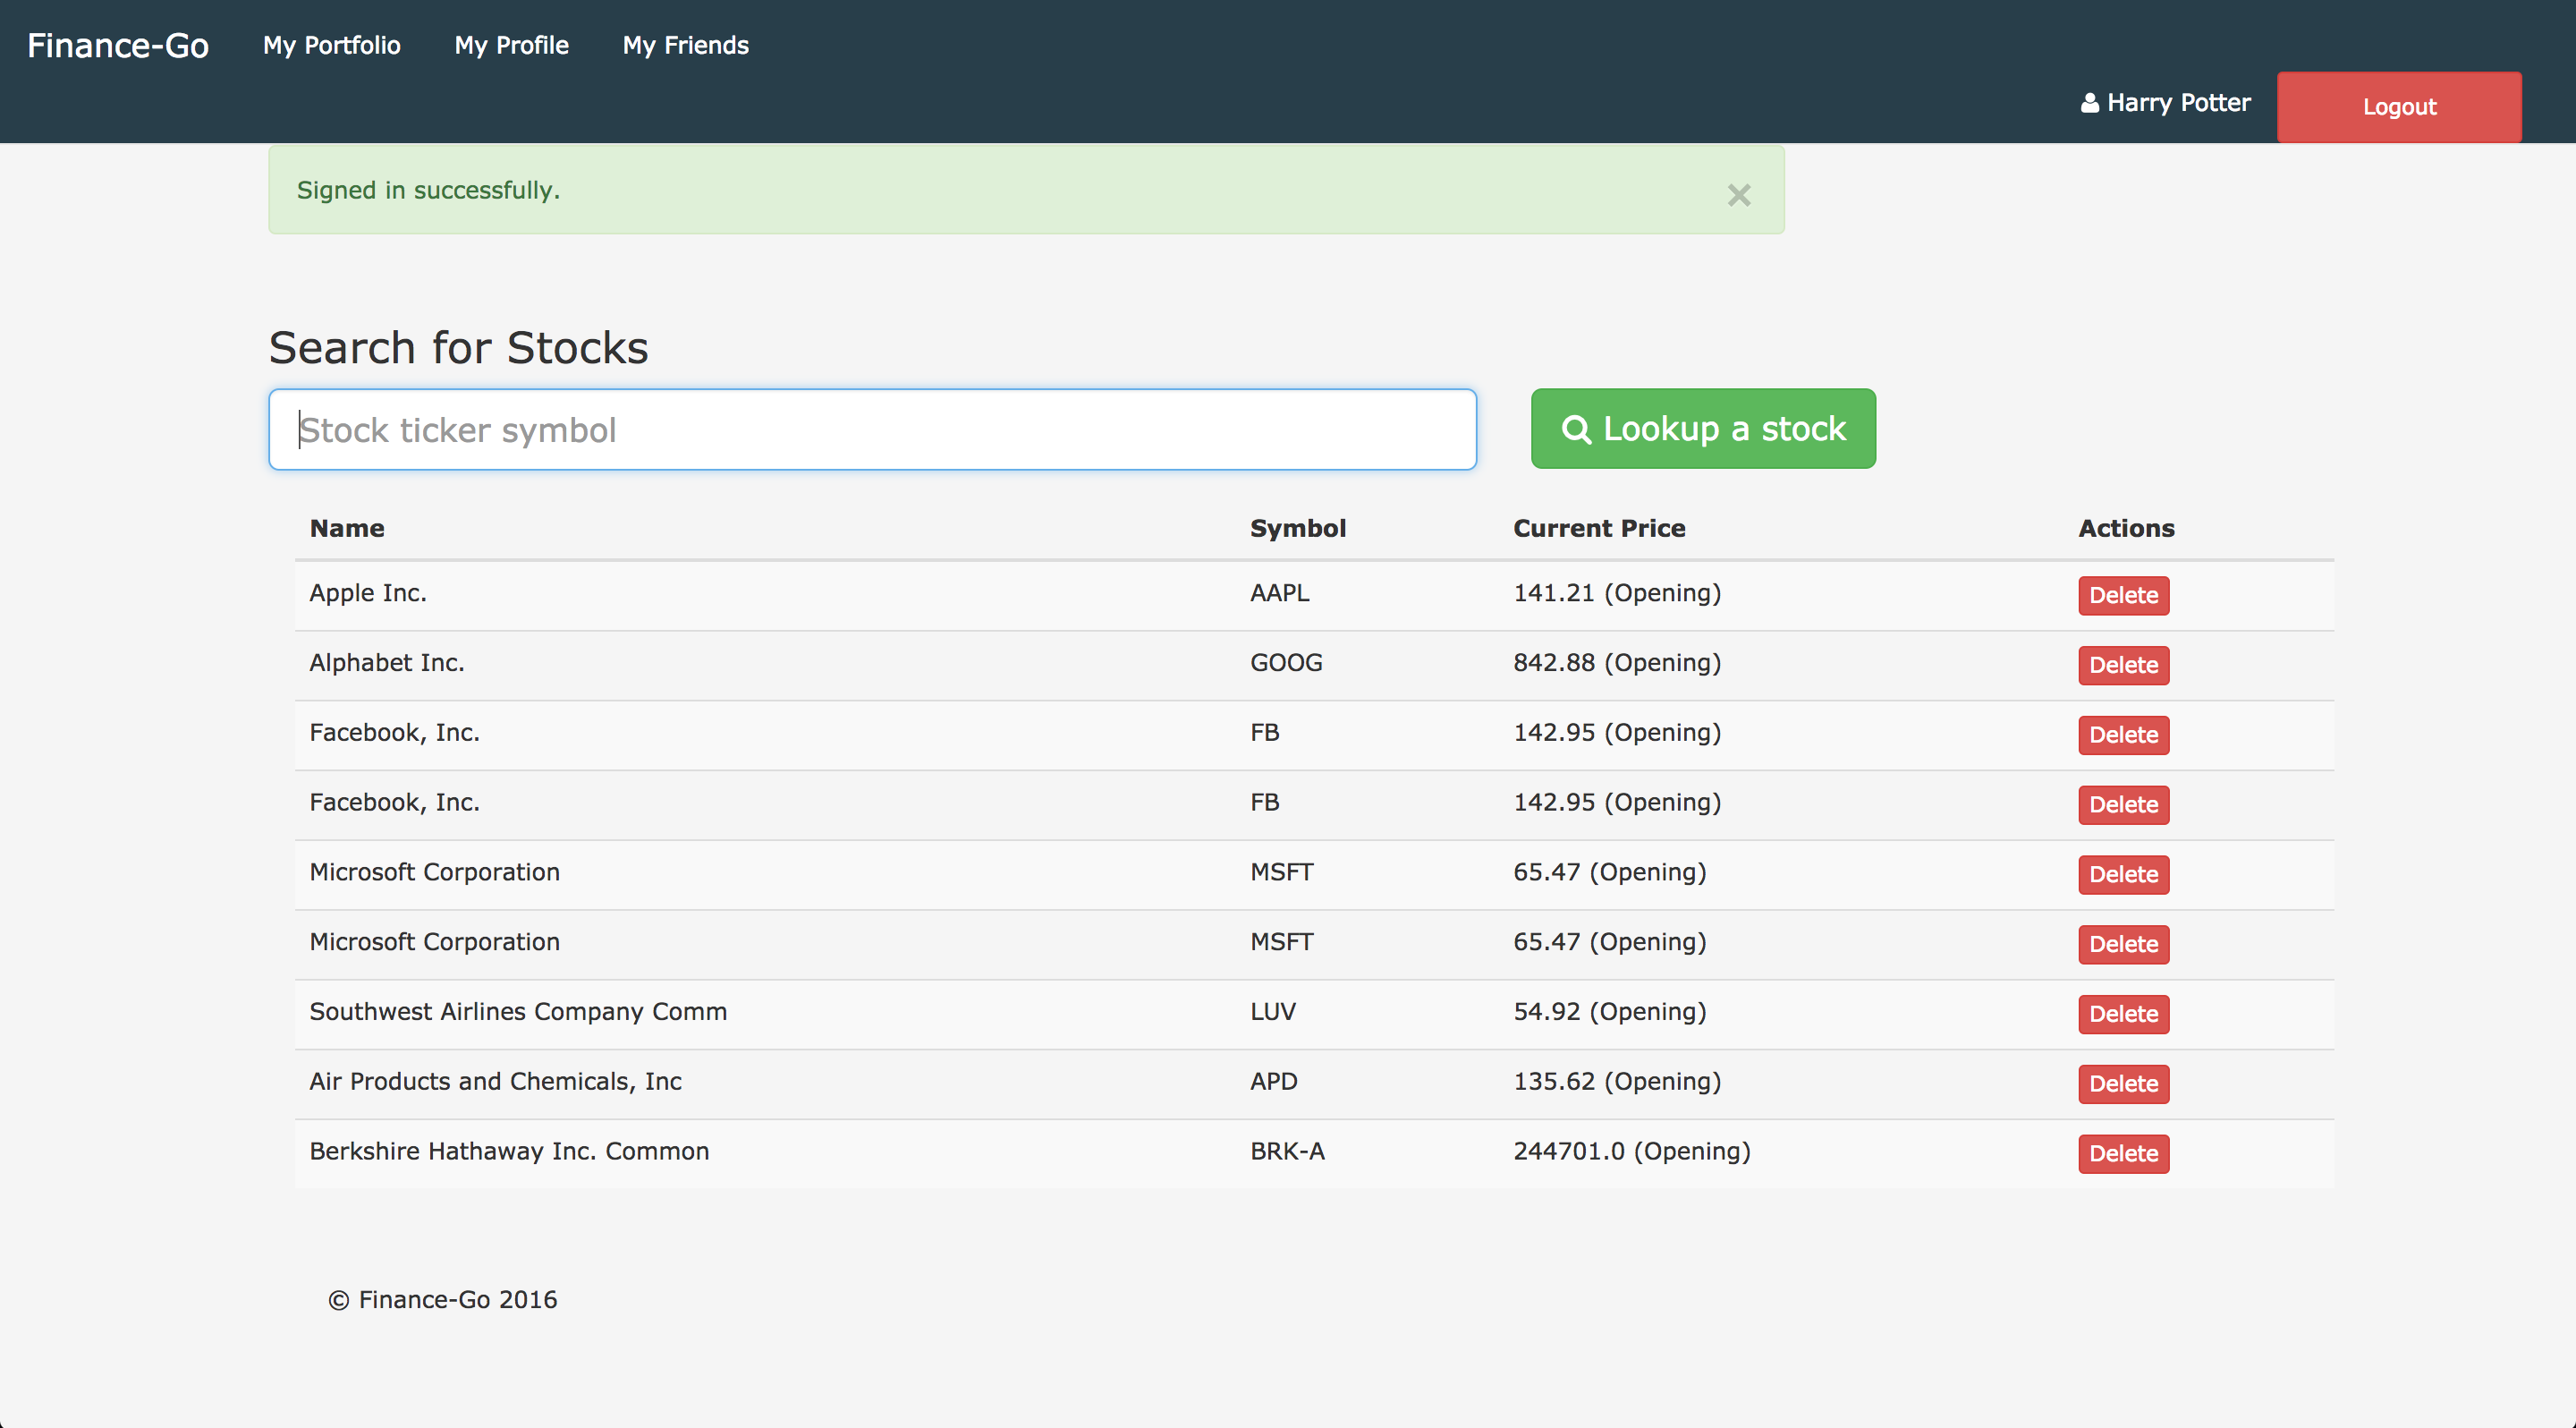 Finance-Go My Portfolio My Profile My Friends
Harry Potter Logout
Signed in successfully. ×
Search for Stocks
Stock ticker symbol Lookup a stock
Name Symbol Current Price Actions
Apple Inc. AAPL 141.21 (Opening) Delete
Alphabet Inc. GOOG 842.88 (Opening) Delete
Facebook, Inc. FB 142.95 (Opening) Delete
Facebook, Inc. FB 142.95 (Opening) Delete
Microsoft Corporation MSFT 65.47 (Opening) Delete
Microsoft Corporation MSFT 65.47 (Opening) Delete
Southwest Airlines Company Comm LUV 54.92 (Opening) Delete
Air Products and Chemicals, Inc APD 135.62 (Opening) Delete
Berkshire Hathaway Inc. Common BRK-A 244701.0 (Opening) Delete
© Finance-Go 2016